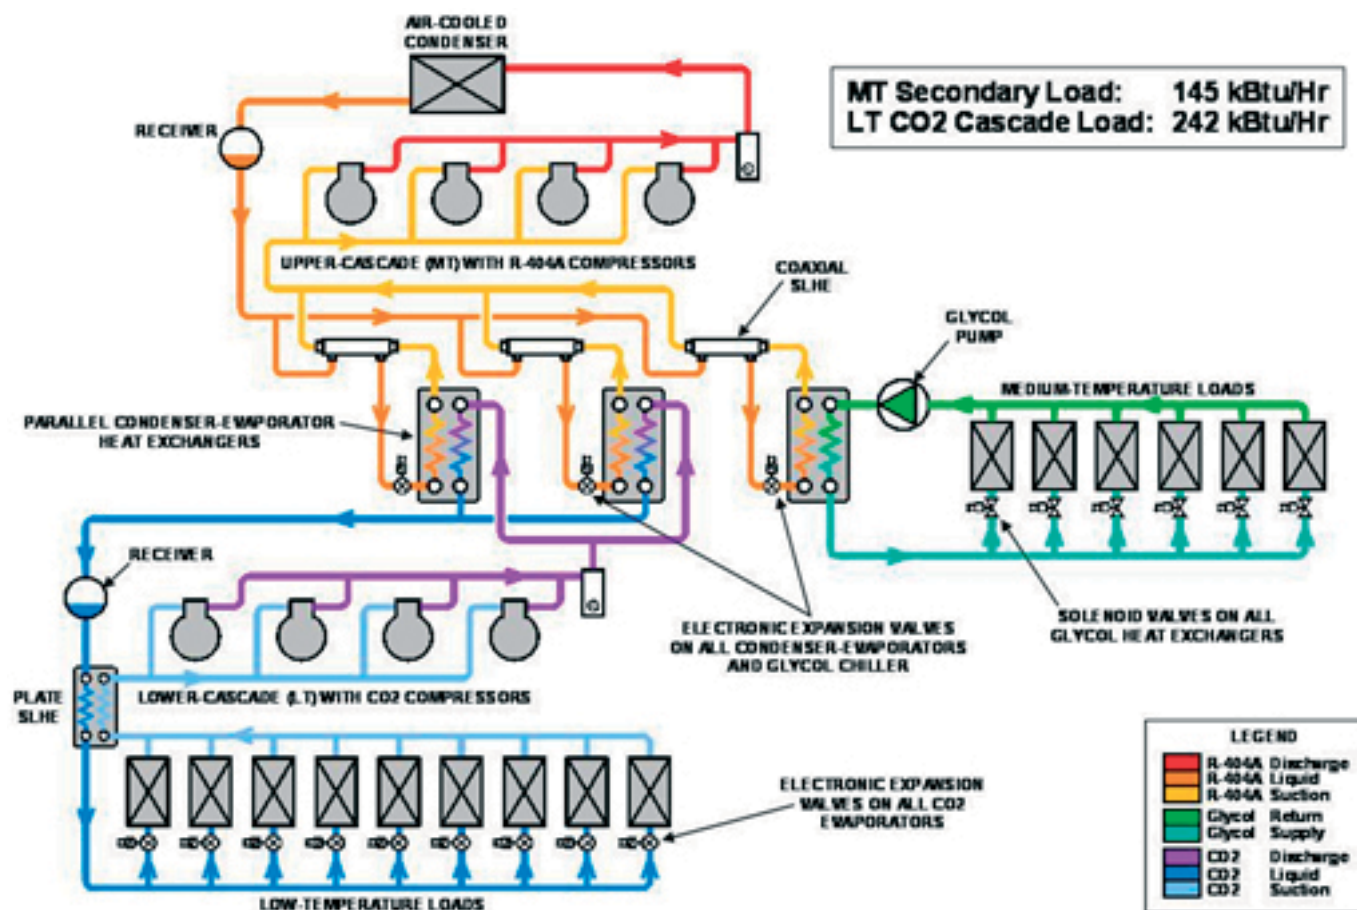 AIR-COOLED
CONDENSER
MT Secondary Load: 145 kBtu/Hr
LT CO2 Cascade Load: 242 kBtu/Hr
RECEIVER
UPPER-CASCADE (MT) WITH R-404A COMPRESSORS
COAXIAL
SLHE
GLYCOL
PUMP
MEDIUM-TEMPERATURE LOADS
PARALLEL CONDENSER-EVAPORATOR
HEAT EXCHANGERS
RECEIVER
ELECTRONIC EXPANSION VALVES
ON ALL CONDENSER-EVAPORATORS
AND GLYCOL CHILLER
SOLENOID VALVES ON ALL
GLYCOL HEAT EXCHANGERS
PLATE
SLHE
LOWER-CASCADE (LT) WITH CO2 COMPRESSORS
ELECTRONIC EXPANSION
VALVES ON ALL CO2
EVAPORATORS
LOW-TEMPERATURE LOADS
LEGEND
R-404A Discharge
R-404A Liquid
R-404A Suction
Glycol Return
Glycol Supply
CO2 Discharge
CO2 Liquid
CO2 Suction